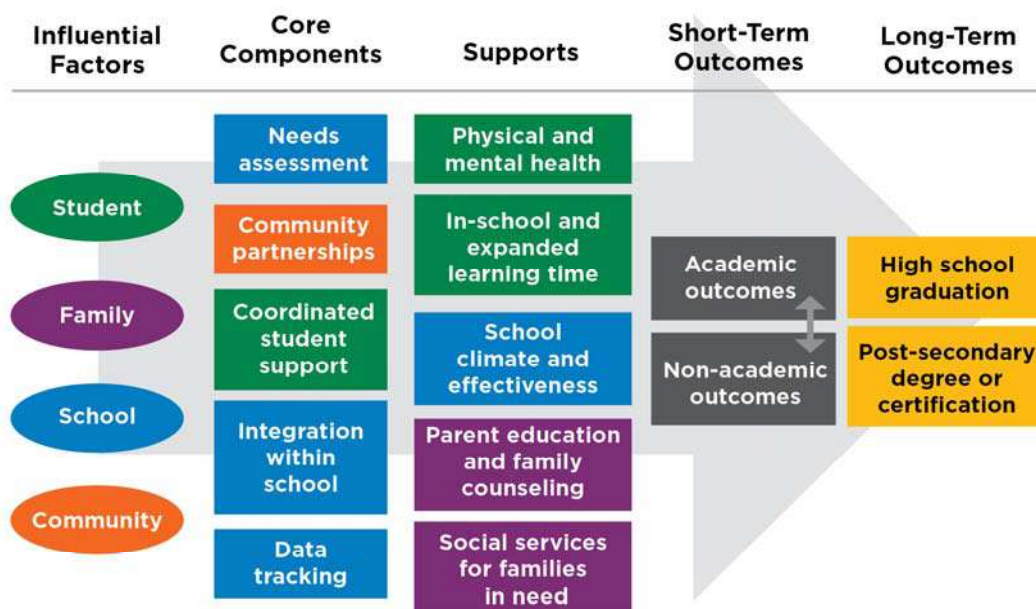 Influential
Factors
Core
Components
Supports
Short-Term
Outcomes
Long-Term
Outcomes
Student
Family
School
Community
Needs
assessment
Community
partnerships
Coordinated
student
support
Integration
within
school
Data
tracking
Physical and
mental health
In-school and
expanded
learning time
School
climate and
effectiveness
Parent education
and family
counseling
Social services
for families
in need
Academic
outcomes
Non-academic
outcomes
High school
graduation
Post-secondary
degree or
certification